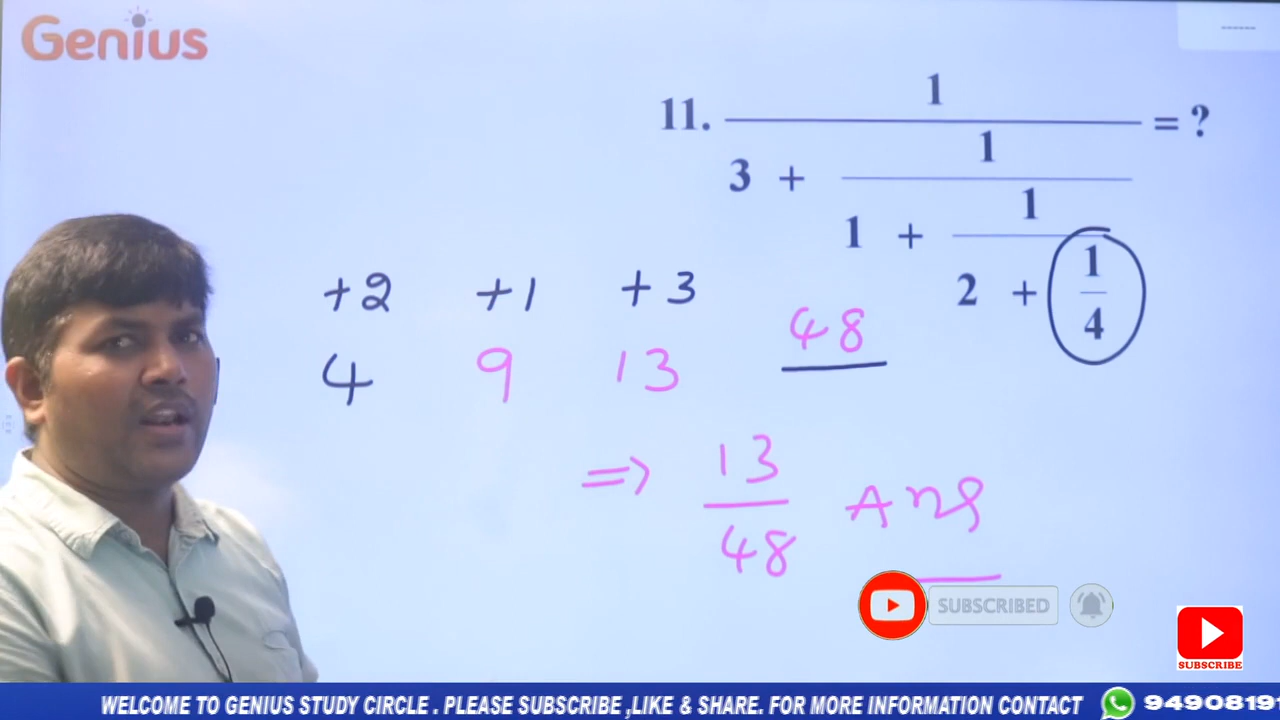 Genius
11. 1 / (3 + 1 / (1 + 1 / (2 + 1/4))) = ?
+2 +1 +3
4 9 13 48
=> 13/48 Ans
SUBSCRIBED
SUBSCRIBE
WELCOME TO GENIUS STUDY CIRCLE . PLEASE SUBSCRIBE ,LIKE & SHARE. FOR MORE INFORMATION CONTACT 9490819